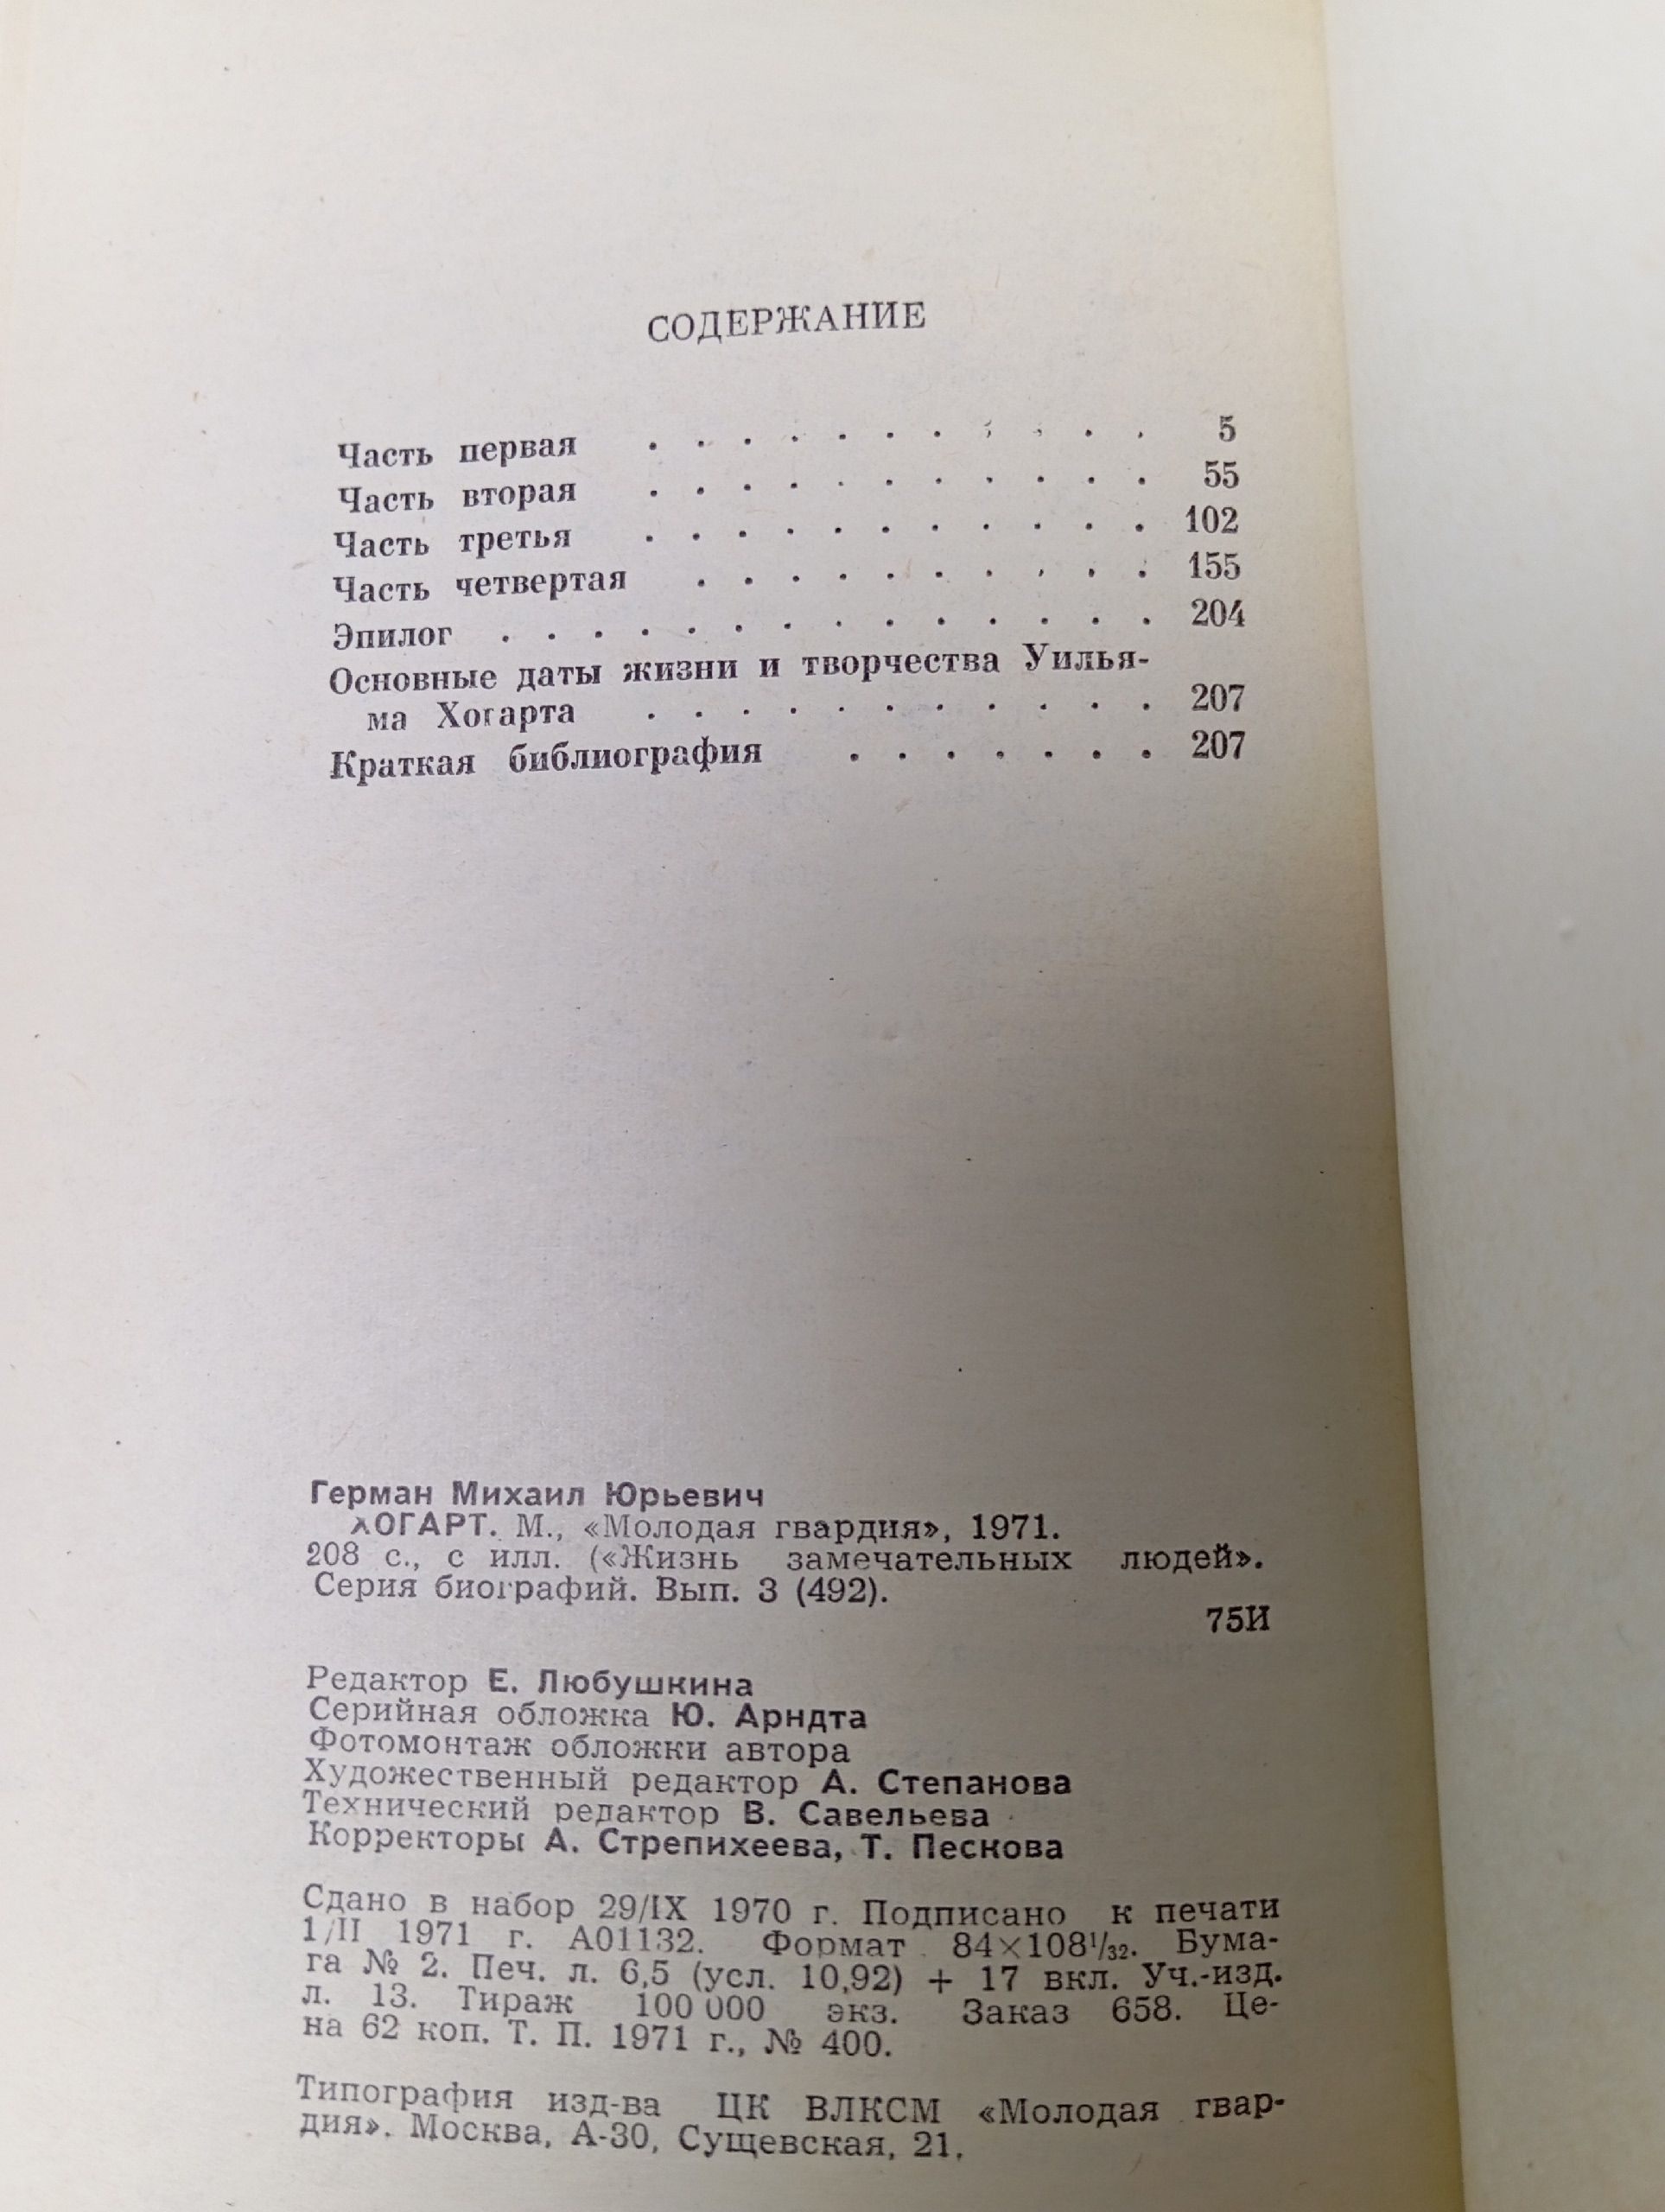 СОДЕРЖАНИЕ
Часть первая . . . . . . . . . . . 5
Часть вторая . . . . . . . . . . . 55
Часть третья . . . . . . . . . . . 102
Часть четвертая . . . . . . . . . . 155
Эпилог . . . . . . . . . . . . . . 204
Основные даты жизни и творчества Уилья-
ма Хогарта . . . . . . . . . . . 207
Краткая библиография . . . . . . . 207
Герман Михаил Юрьевич
ХОГАРТ. М., «Молодая гвардия», 1971.
208 с., с илл. («Жизнь замечательных людей».
Серия биографий. Вып. 3 (492).
75И
Редактор Е. Любушкина
Серийная обложка Ю. Арндта
Фотомонтаж обложки автора
Художественный редактор А. Степанова
Технический редактор В. Савельева
Корректоры А. Стрепихеева, Т. Пескова
Сдано в набор 29/IX 1970 г. Подписано к печати
1/II 1971 г. А01132. Формат 84×108¹/₃₂. Бума-
га № 2. Печ. л. 6,5 (усл. 10,92) + 17 вкл. Уч.-изд.
л. 13. Тираж 100 000 экз. Заказ 658. Це-
на 62 коп. Т. П. 1971 г., № 400.
Типография изд-ва ЦК ВЛКСМ «Молодая гвар-
дия». Москва, А-30, Сущевская, 21.